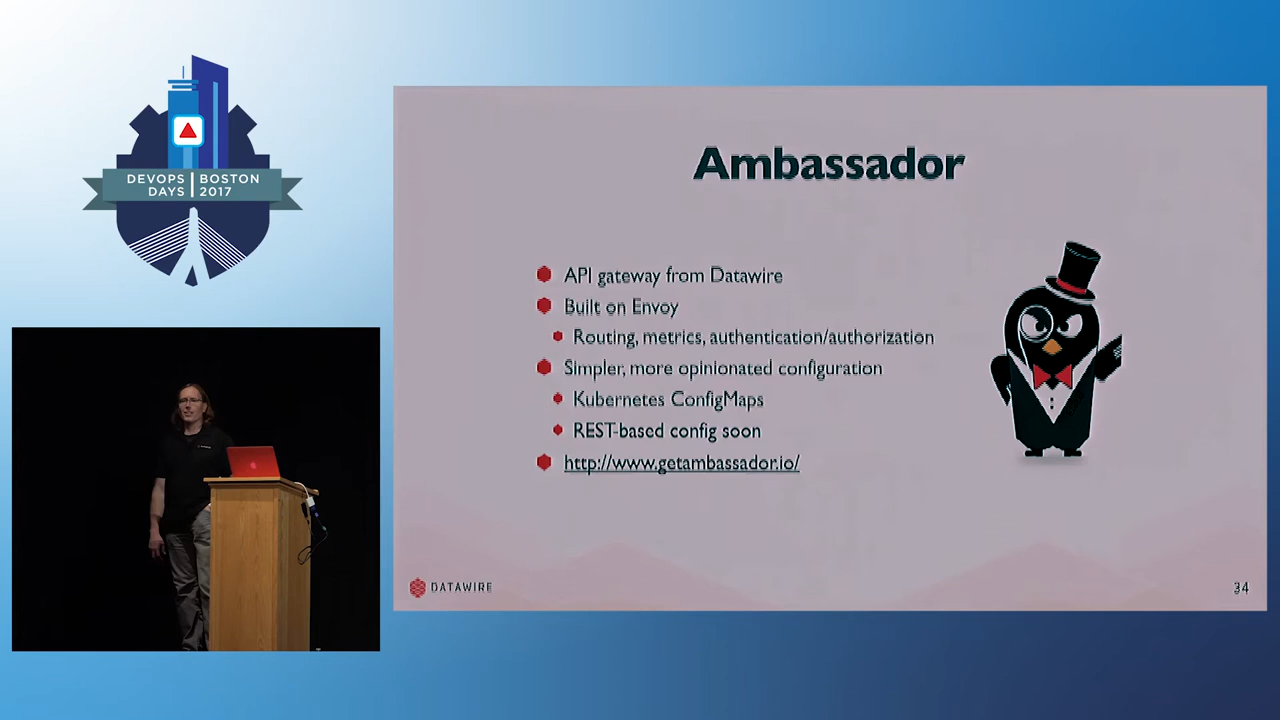 DEVOPS BOSTON
DAYS 2017
Ambassador
API gateway from Datawire
Built on Envoy
Routing, metrics, authentication/authorization
Simpler, more opinionated configuration
Kubernetes ConfigMaps
REST-based config soon
http://www.getambassador.io/
DATAWIRE
34